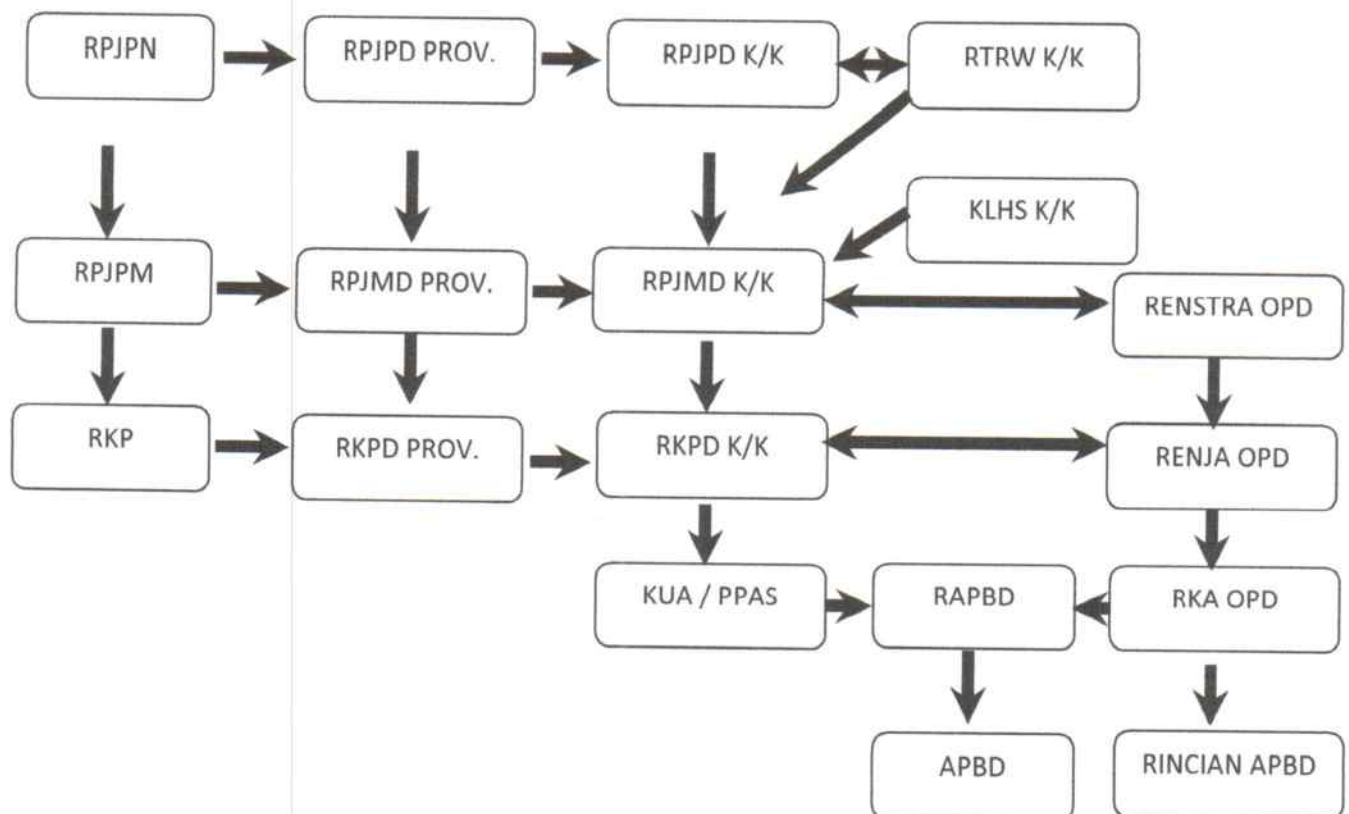 RPJPN
RPJPD PROV.
RPJPD K/K
RTRW K/K
KLHS K/K
RPJPM
RPJMD PROV.
RPJMD K/K
RENSTRA OPD
RKP
RKPD PROV.
RKPD K/K
RENJA OPD
KUA / PPAS
RAPBD
RKA OPD
APBD
RINCIAN APBD